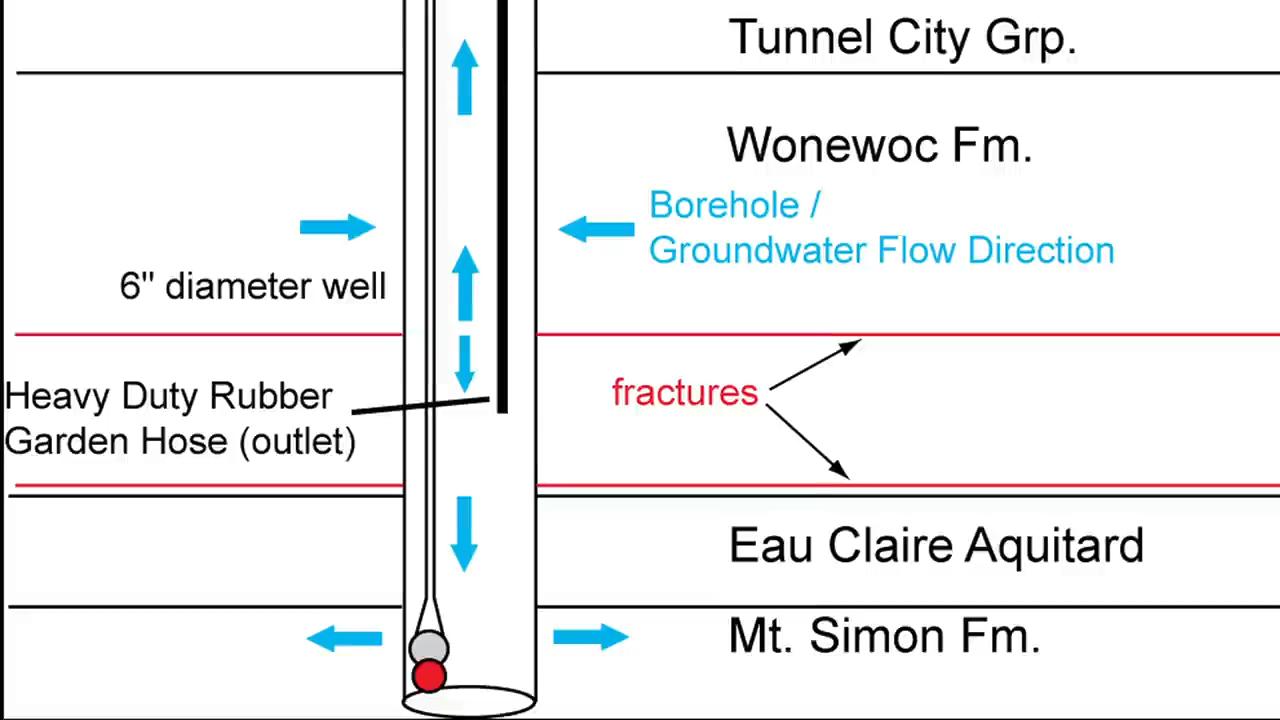 Tunnel City Grp.
Wonewoc Fm.
Borehole /
Groundwater Flow Direction
6" diameter well
Heavy Duty Rubber
Garden Hose (outlet)
fractures
Eau Claire Aquitard
Mt. Simon Fm.